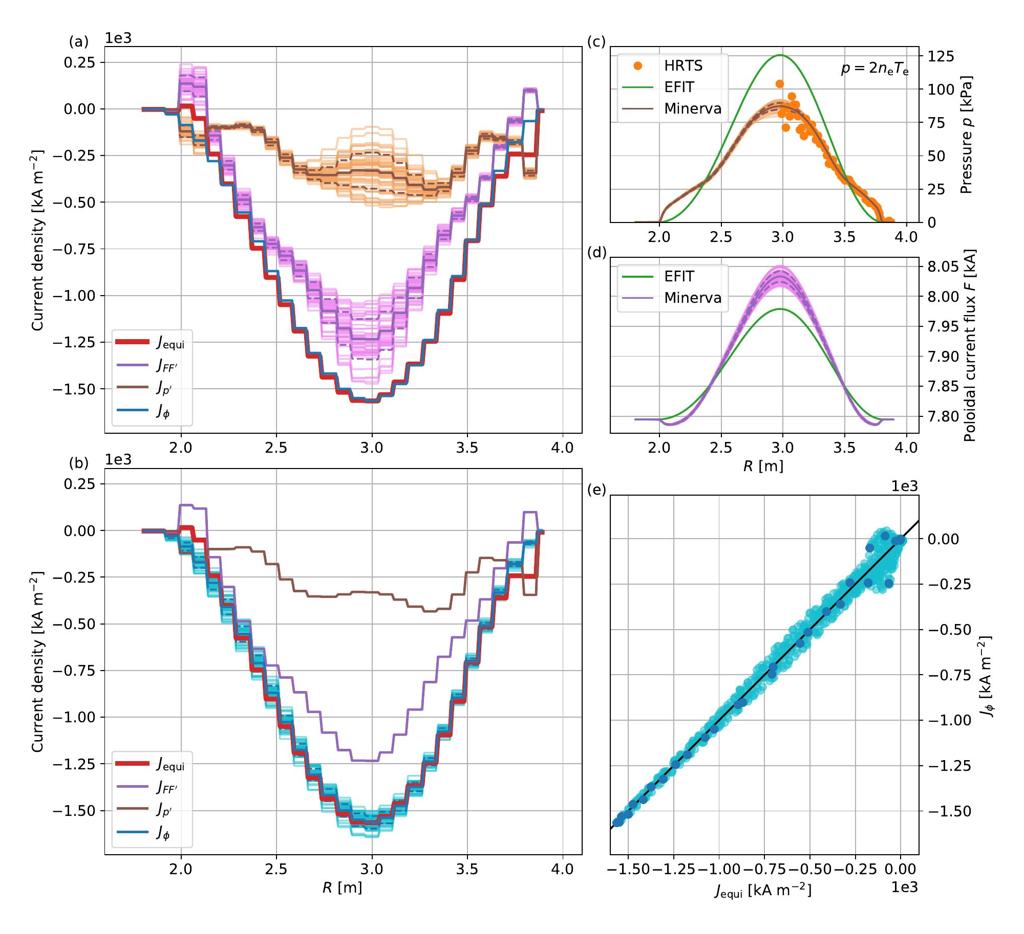 (a)
1e3
0.25
0.00
−0.25
−0.50
−0.75
−1.00
−1.25
−1.50
Current density [kA m⁻²]
J_equi
J_FF′
J_p′
J_ϕ
2.0 2.5 3.0 3.5 4.0
(b)
1e3
0.25
0.00
−0.25
−0.50
−0.75
−1.00
−1.25
−1.50
Current density [kA m⁻²]
J_equi
J_FF′
J_p′
J_ϕ
2.0 2.5 3.0 3.5 4.0
R [m]
(c)
HRTS
EFIT
Minerva
p = 2n_eT_e
125
100
75
50
25
0
Pressure p [kPa]
2.0 2.5 3.0 3.5 4.0
(d)
EFIT
Minerva
8.05
8.00
7.95
7.90
7.85
7.80
Poloidal current flux F [kA]
2.0 2.5 3.0 3.5 4.0
R [m]
(e)
1e3
0.00
−0.25
−0.50
−0.75
−1.00
−1.25
−1.50
J_ϕ [kA m⁻²]
−1.50 −1.25 −1.00 −0.75 −0.50 −0.25 0.00
J_equi [kA m⁻²]
1e3